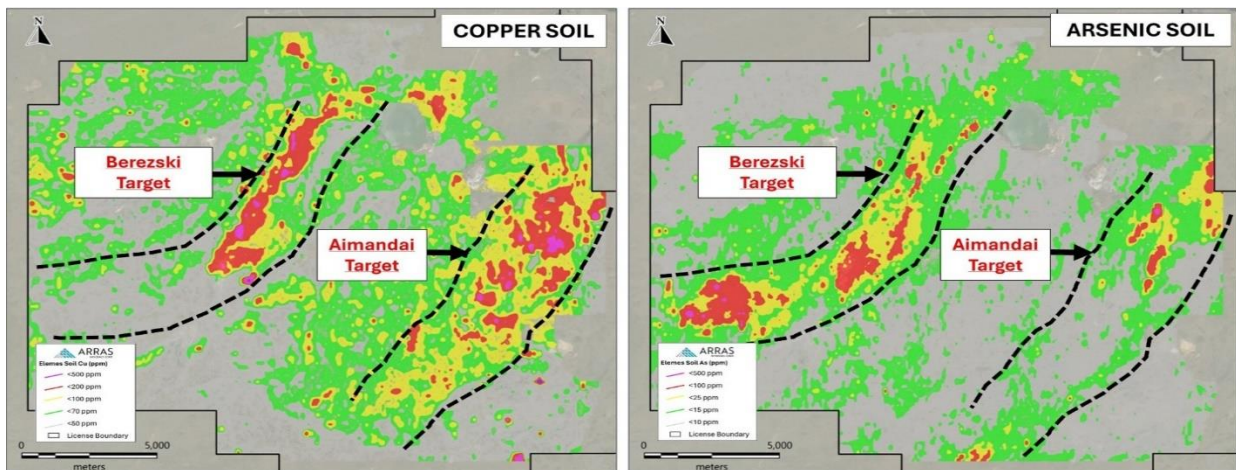 N
COPPER SOIL
Berezski
Target
Aimandai
Target
ARRAS
Elemes Soil Cu (ppm)
<500 ppm
<200 ppm
<100 ppm
<70 ppm
<50 ppm
License Boundary
0
5,000
meters
N
ARSENIC SOIL
Berezski
Target
Aimandai
Target
ARRAS
Elemes Soil As (ppm)
<500 ppm
<100 ppm
<25 ppm
<15 ppm
<10 ppm
License Boundary
0
5,000
meters